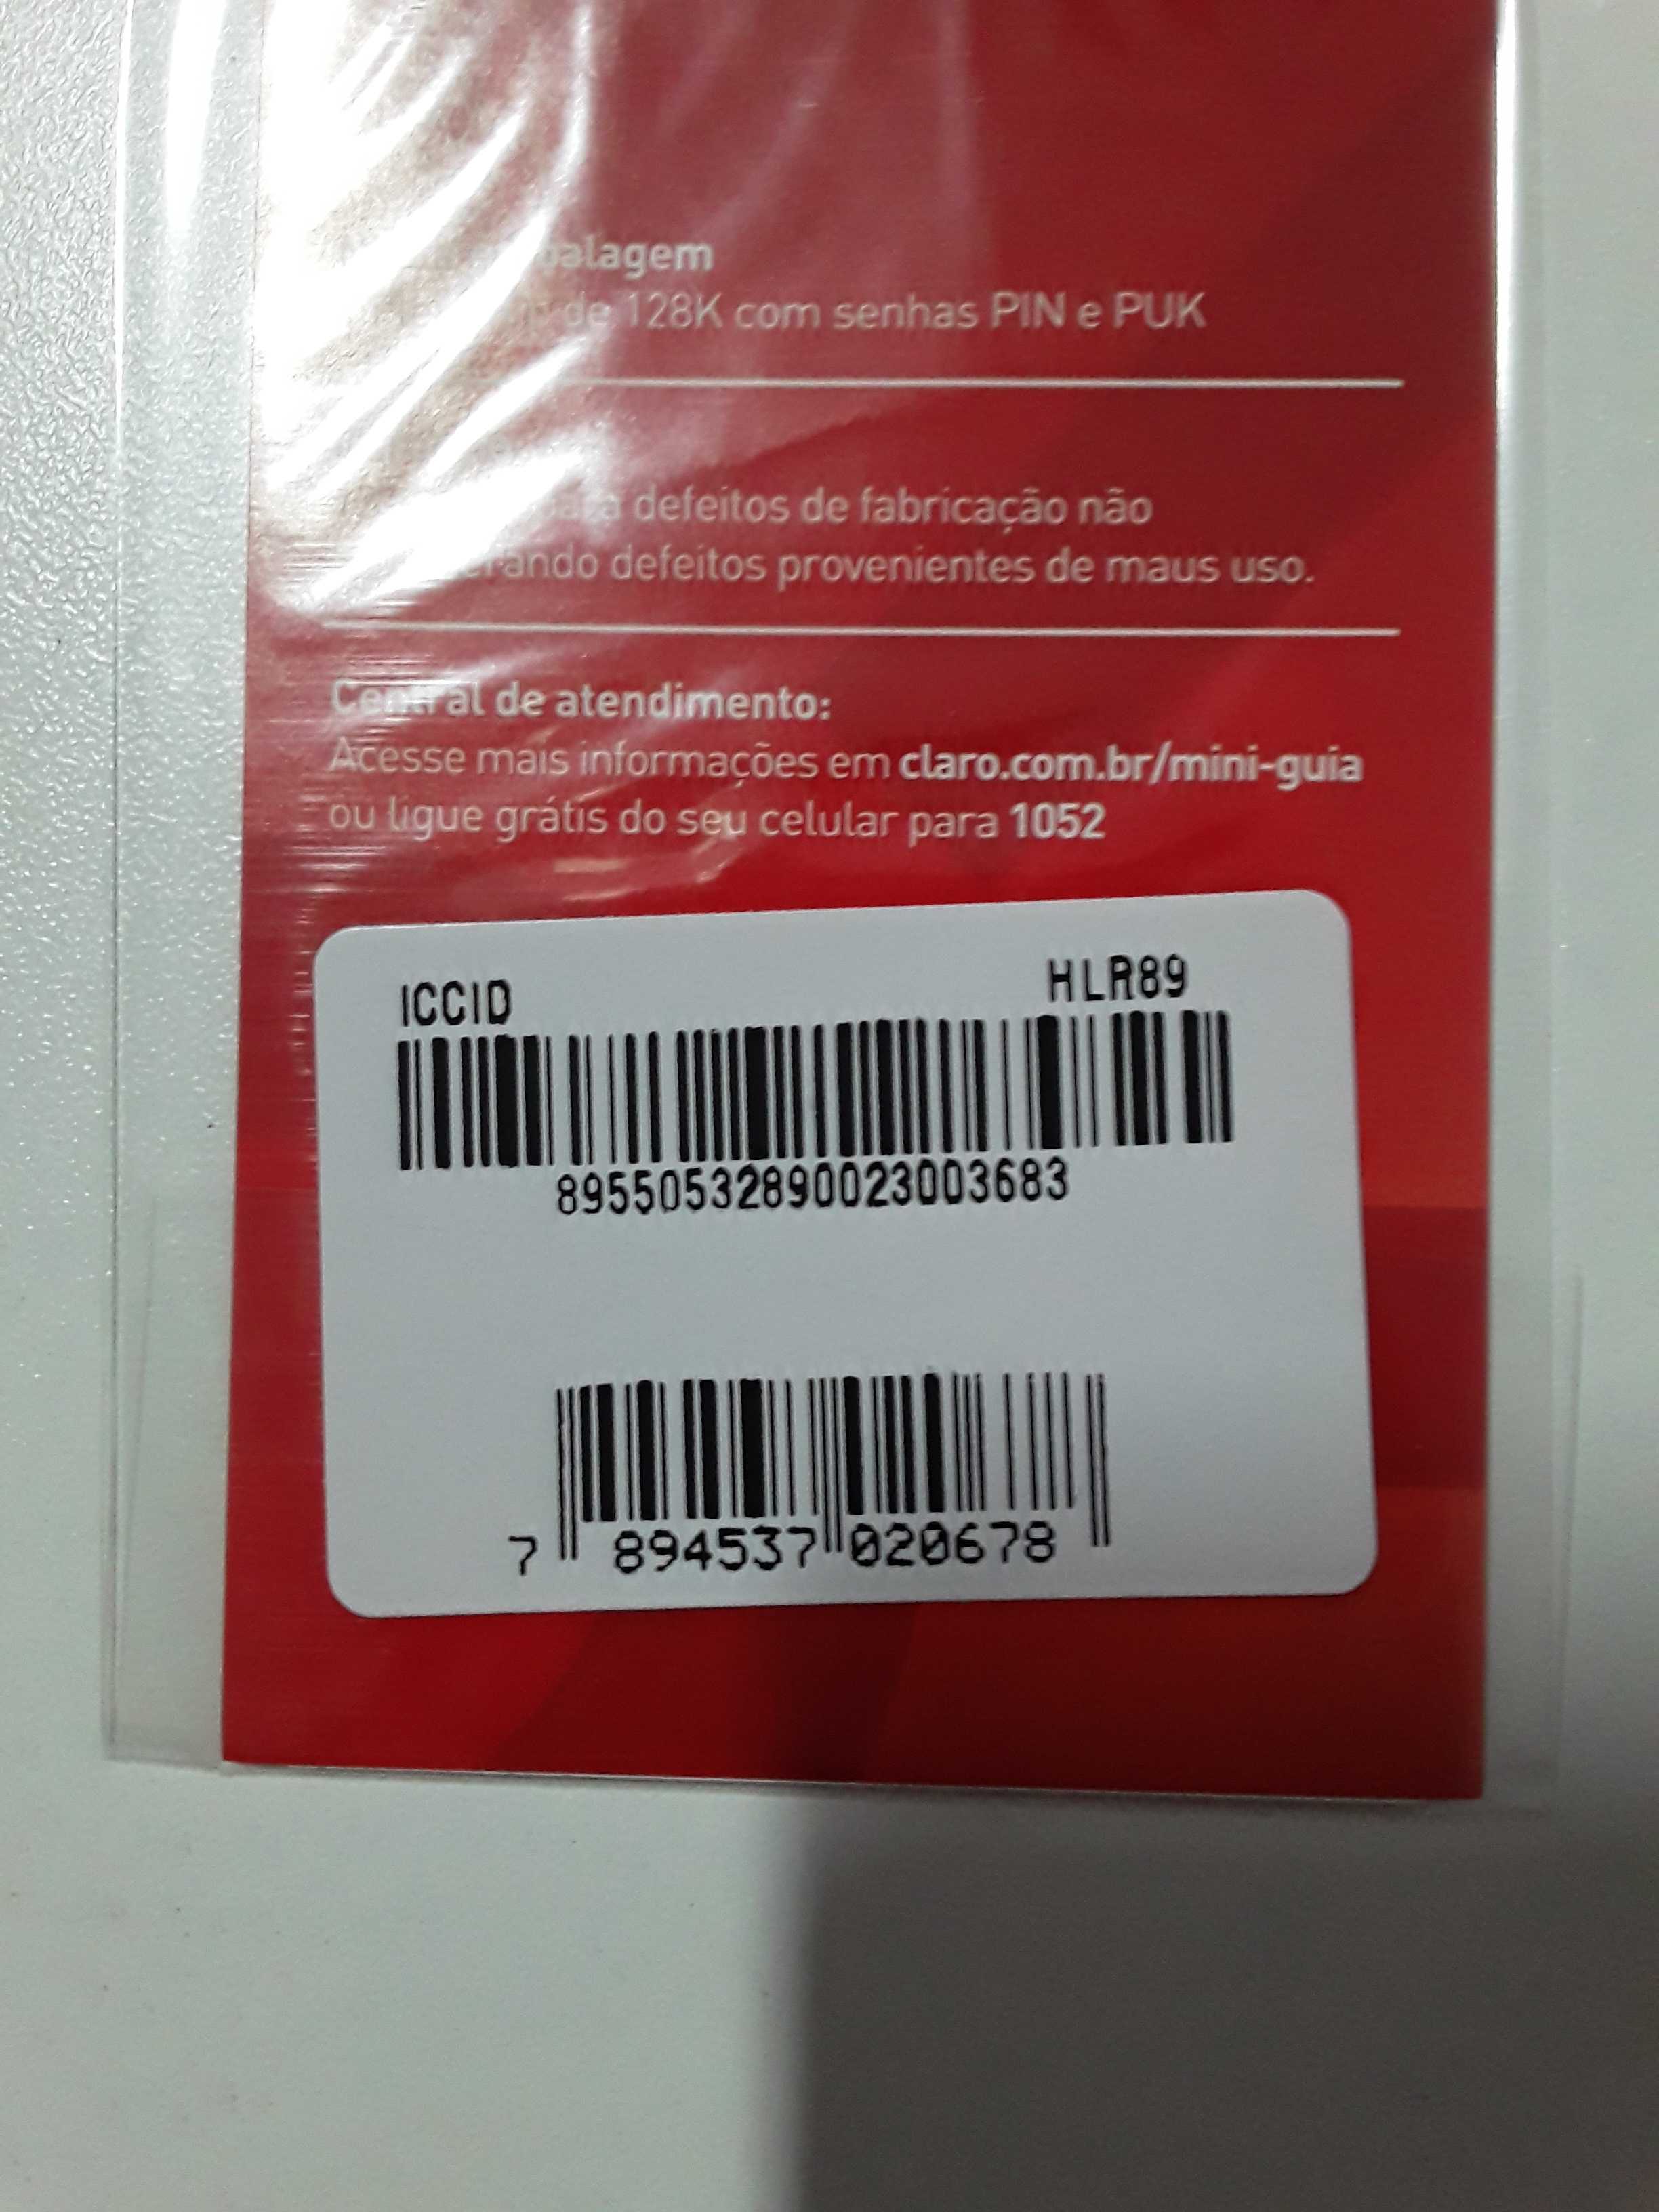 balagem
de 128K com senhas PIN e PUK
para defeitos de fabricação não
defeitos provenientes de maus uso.
Central de atendimento:
Acesse mais informações em claro.com.br/mini-guia
ou ligue grátis do seu celular para 1052
ICCID HLR89
89550532890023003683
7 894537 020678